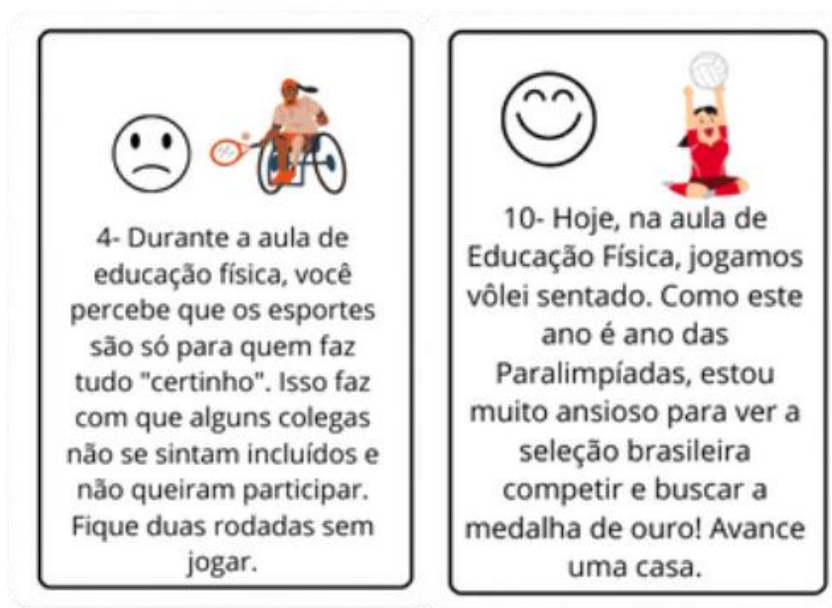 4- Durante a aula de
educação física, você
percebe que os esportes
são só para quem faz
tudo "certinho". Isso faz
com que alguns colegas
não se sintam incluídos e
não queiram participar.
Fique duas rodadas sem
jogar.
10- Hoje, na aula de
Educação Física, jogamos
vôlei sentado. Como este
ano é ano das
Paralimpíadas, estou
muito ansioso para ver a
seleção brasileira
competir e buscar a
medalha de ouro! Avance
uma casa.